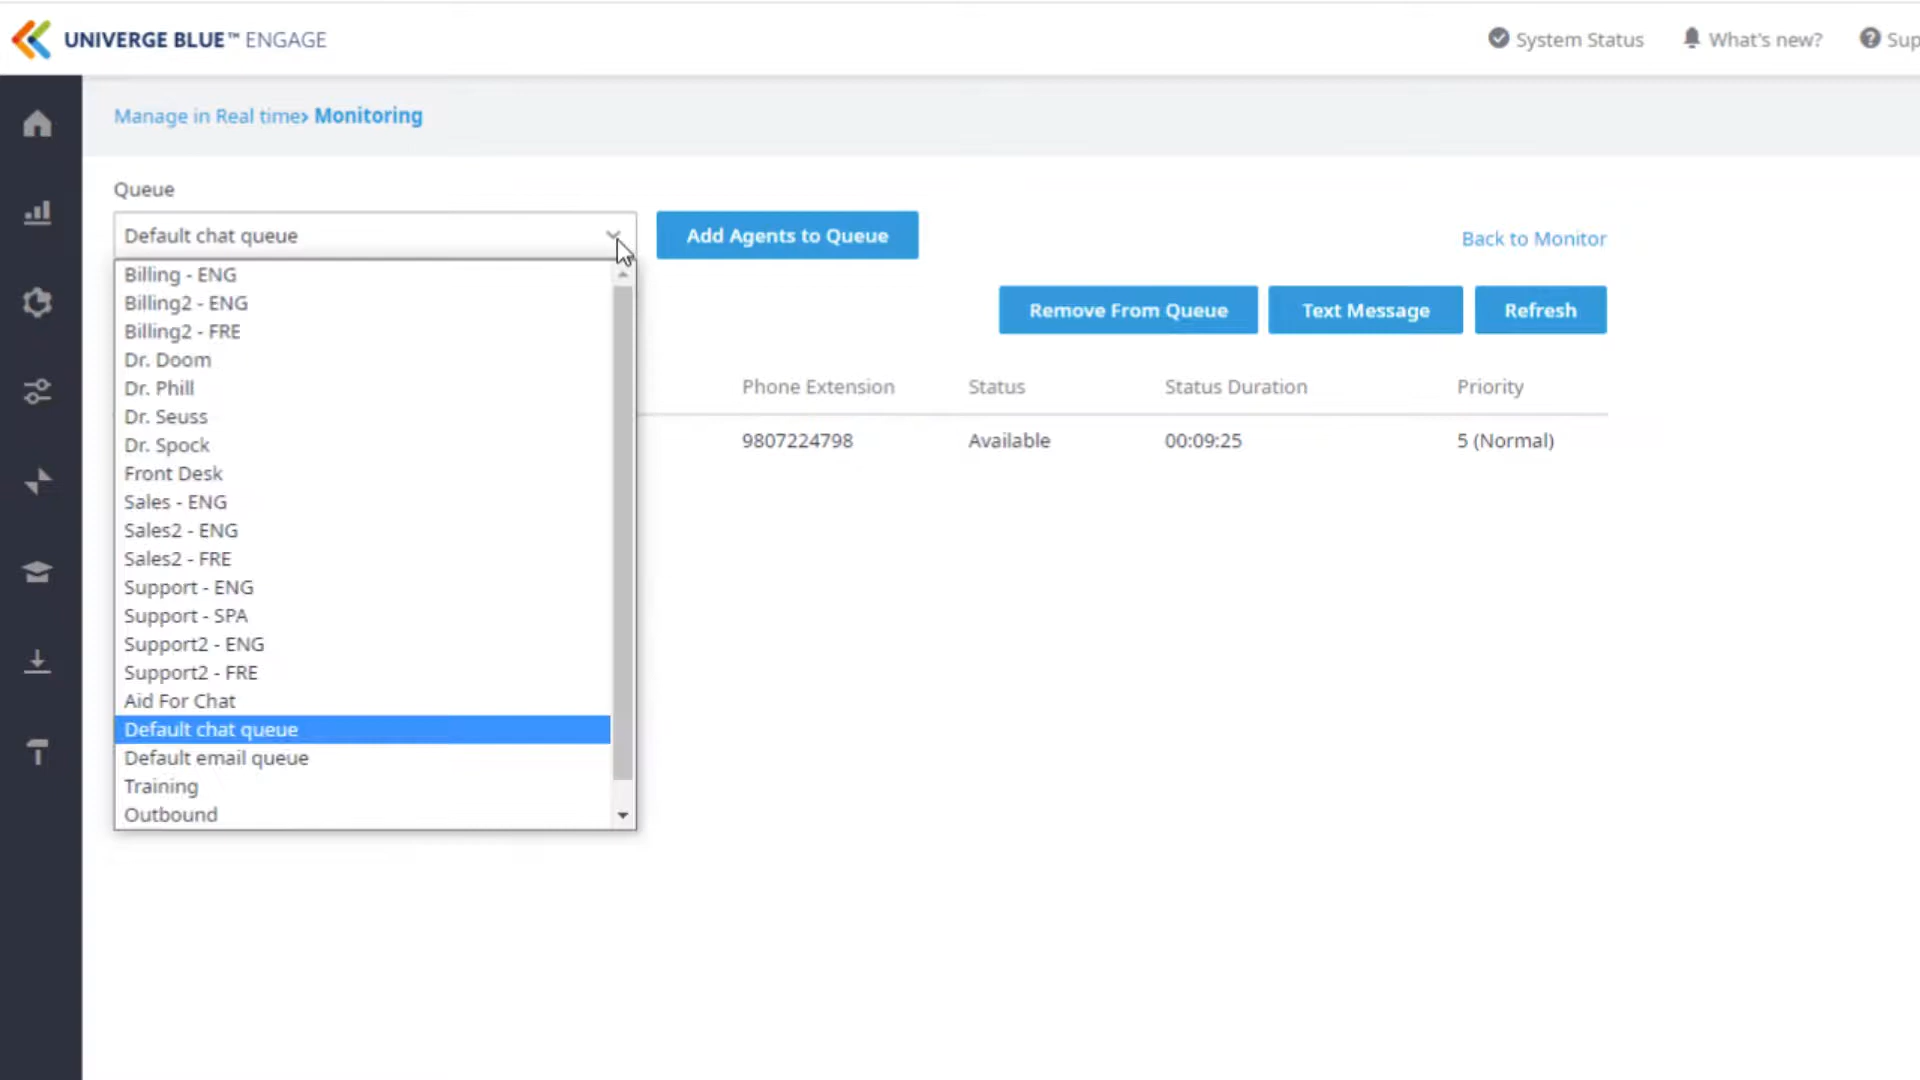 UNIVERGE BLUE™ ENGAGE
System Status
What's new?
Sup
Manage in Real time› Monitoring
Queue
Default chat queue
Add Agents to Queue
Back to Monitor
Remove From Queue
Text Message
Refresh
Phone Extension Status Status Duration Priority
9807224798 Available 00:09:25 5 (Normal)
Billing - ENG
Billing2 - ENG
Billing2 - FRE
Dr. Doom
Dr. Phill
Dr. Seuss
Dr. Spock
Front Desk
Sales - ENG
Sales2 - ENG
Sales2 - FRE
Support - ENG
Support - SPA
Support2 - ENG
Support2 - FRE
Aid For Chat
Default chat queue
Default email queue
Training
Outbound